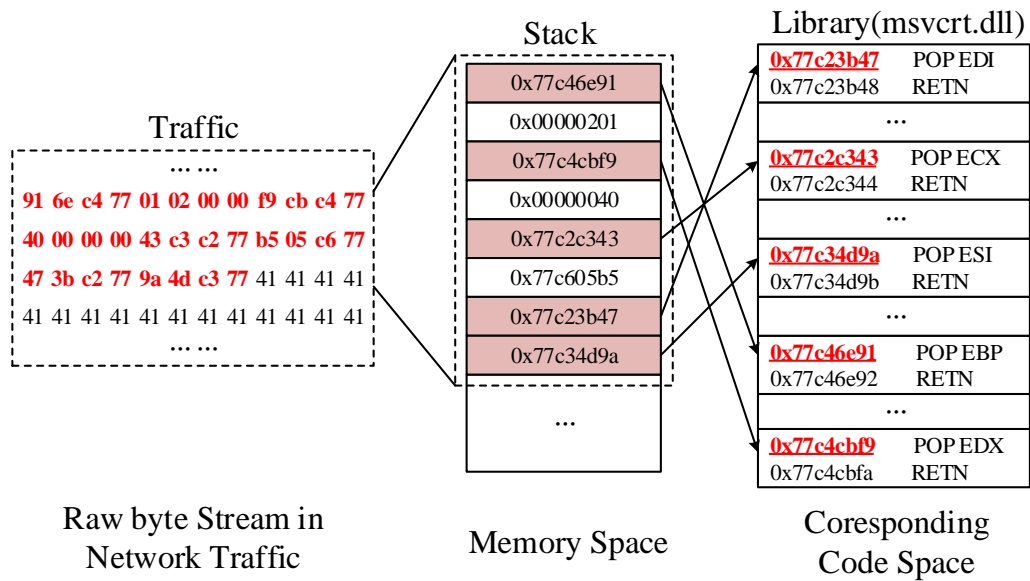 Traffic
... ...
91 6e c4 77 01 02 00 00 f9 cb c4 77
40 00 00 00 43 c3 c2 77 b5 05 c6 77
47 3b c2 77 9a 4d c3 77 41 41 41 41
41 41 41 41 41 41 41 41 41 41 41 41
... ...
Raw byte Stream in
Network Traffic
Stack
0x77c46e91
0x00000201
0x77c4cbf9
0x00000040
0x77c2c343
0x77c605b5
0x77c23b47
0x77c34d9a
...
Memory Space
Library(msvcrt.dll)
0x77c23b47 POP EDI
0x77c23b48 RETN
...
0x77c2c343 POP ECX
0x77c2c344 RETN
...
0x77c34d9a POP ESI
0x77c34d9b RETN
...
0x77c46e91 POP EBP
0x77c46e92 RETN
...
0x77c4cbf9 POP EDX
0x77c4cbfa RETN
Coresponding
Code Space